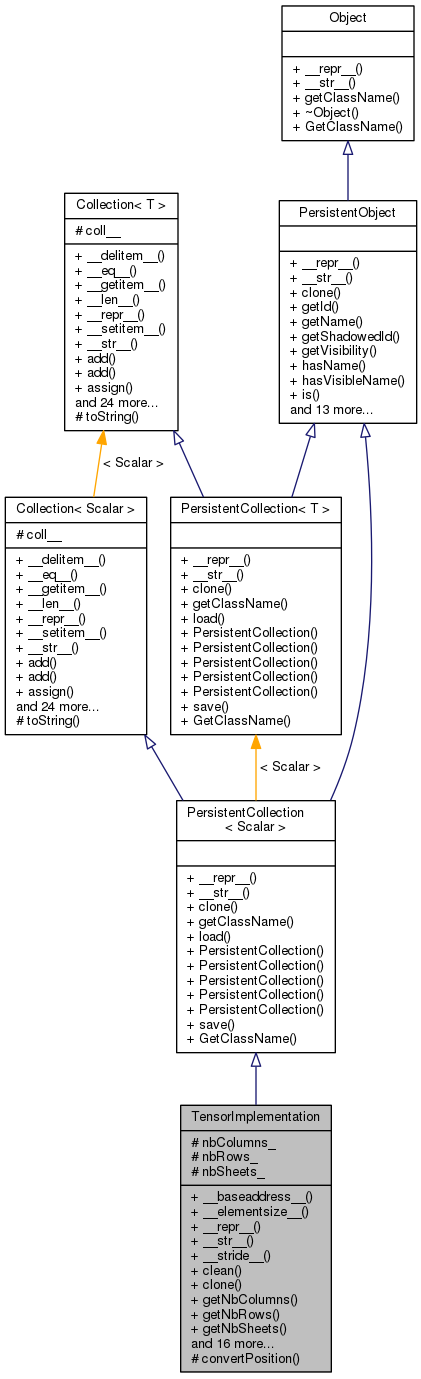 Object
+ __repr__()
+ __str__()
+ getClassName()
+ ~Object()
+ GetClassName()
Collection< T >
# coll__
+ __delitem__()
+ __eq__()
+ __getitem__()
+ __len__()
+ __repr__()
+ __setitem__()
+ __str__()
+ add()
+ add()
+ assign()
and 24 more...
# toString()
PersistentObject
+ __repr__()
+ __str__()
+ clone()
+ getId()
+ getName()
+ getShadowedId()
+ getVisibility()
+ hasName()
+ hasVisibleName()
+ is()
and 13 more...
< Scalar >
Collection< Scalar >
# coll__
+ __delitem__()
+ __eq__()
+ __getitem__()
+ __len__()
+ __repr__()
+ __setitem__()
+ __str__()
+ add()
+ add()
+ assign()
and 24 more...
# toString()
PersistentCollection< T >
+ __repr__()
+ __str__()
+ clone()
+ getClassName()
+ load()
+ PersistentCollection()
+ PersistentCollection()
+ PersistentCollection()
+ PersistentCollection()
+ PersistentCollection()
+ save()
+ GetClassName()
< Scalar >
PersistentCollection
< Scalar >
+ __repr__()
+ __str__()
+ clone()
+ getClassName()
+ load()
+ PersistentCollection()
+ PersistentCollection()
+ PersistentCollection()
+ PersistentCollection()
+ PersistentCollection()
+ save()
+ GetClassName()
TensorImplementation
# nbColumns_
# nbRows_
# nbSheets_
+ __baseaddress__()
+ __elementsize__()
+ __repr__()
+ __str__()
+ __stride__()
+ clean()
+ clone()
+ getNbColumns()
+ getNbRows()
+ getNbSheets()
and 16 more...
# convertPosition()